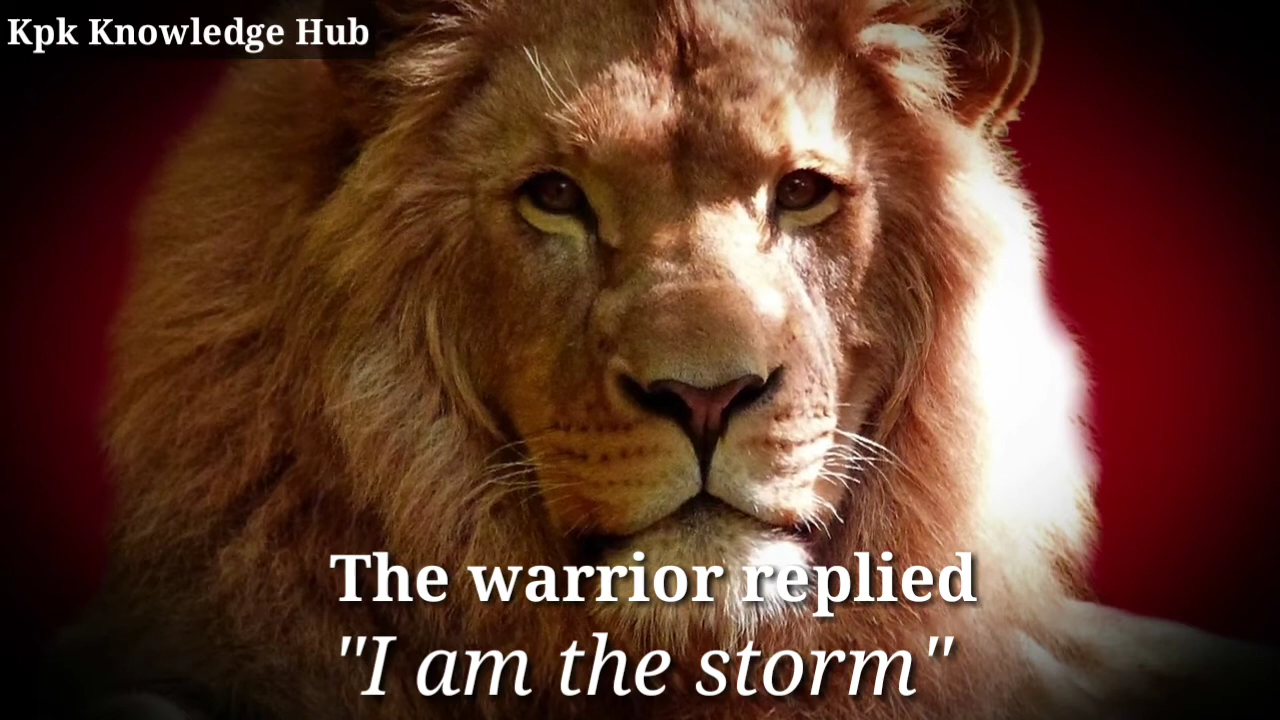 Kpk Knowledge Hub
The warrior replied
"I am the storm"